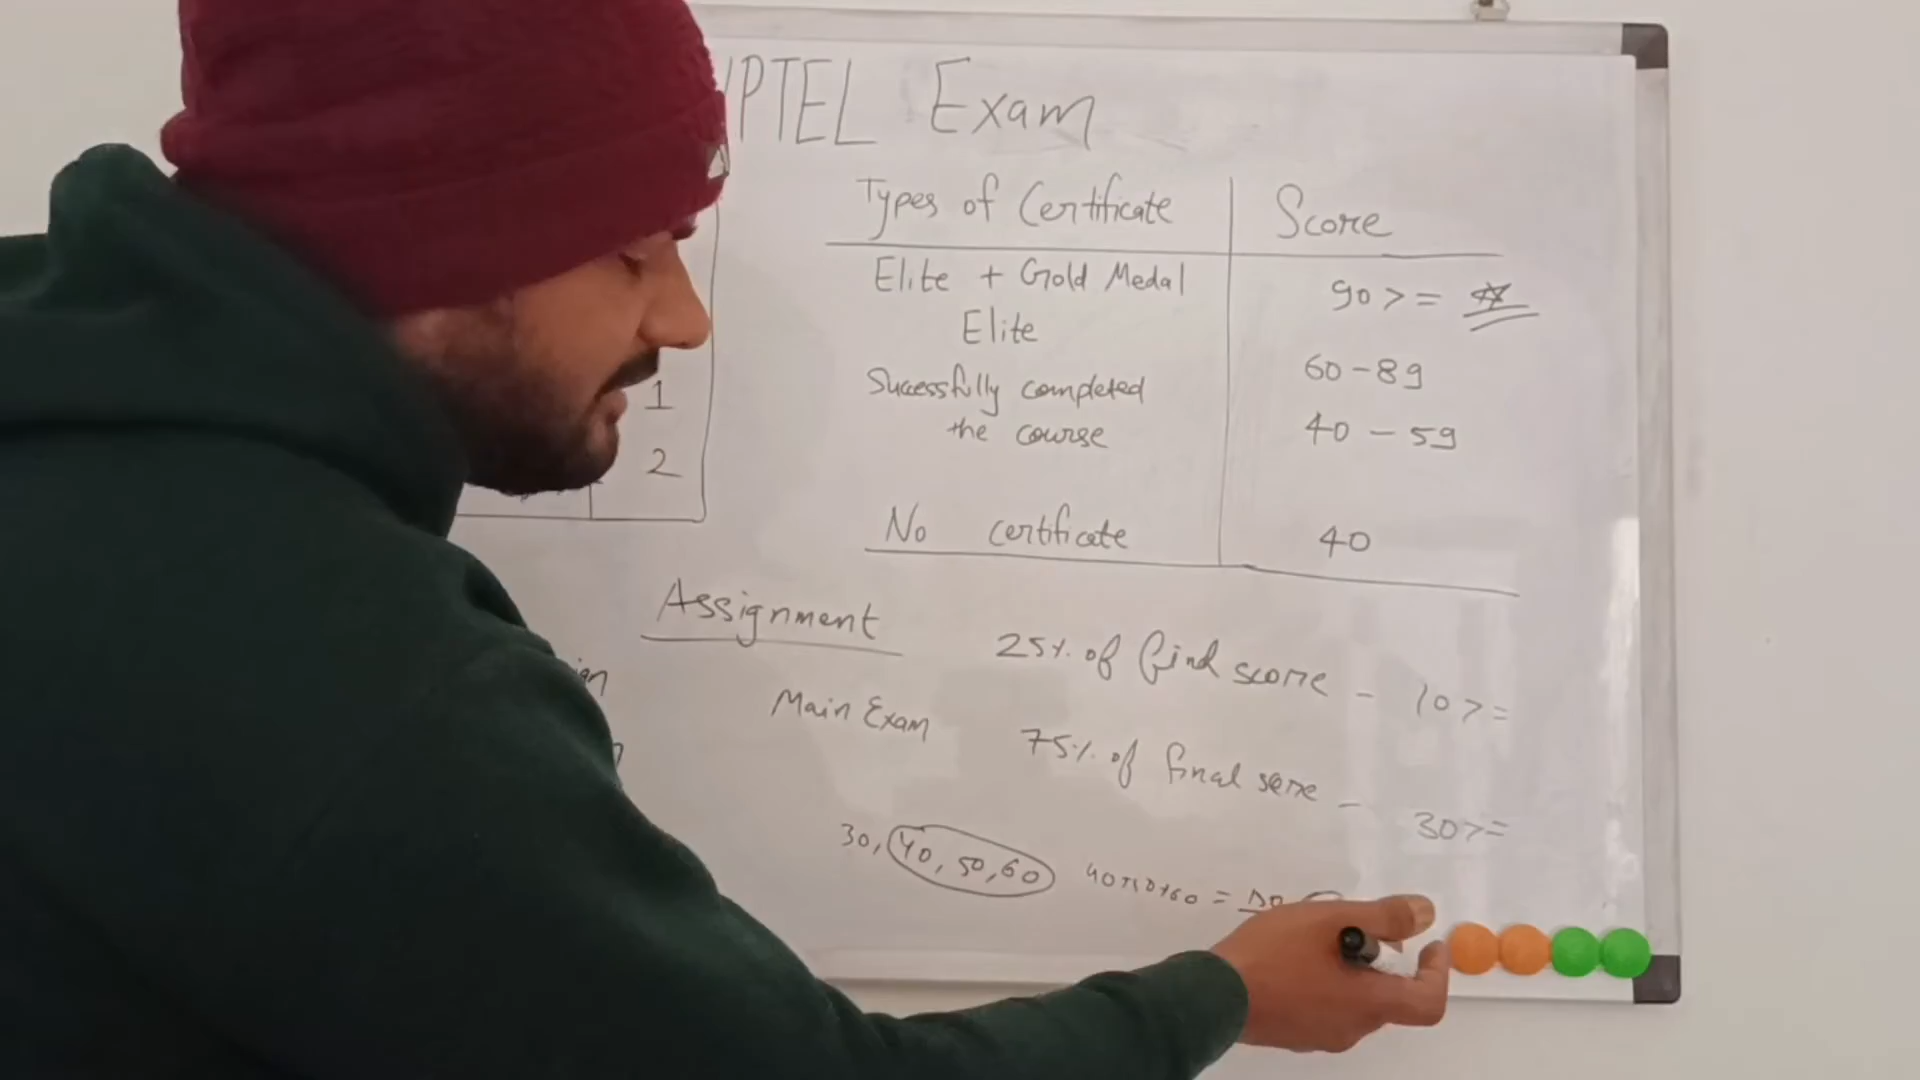 PTEL Exam
Types of Certificate Score
Elite + Gold Medal 90 > =
Elite
60 - 89
Successfully completed
the course 40 - 59
1
2
No certificate 40
Assignment 25% of final score - 10 > =
Main Exam 75% of final score - 30 > =
30, 40, 50, 60 40+50+60 =